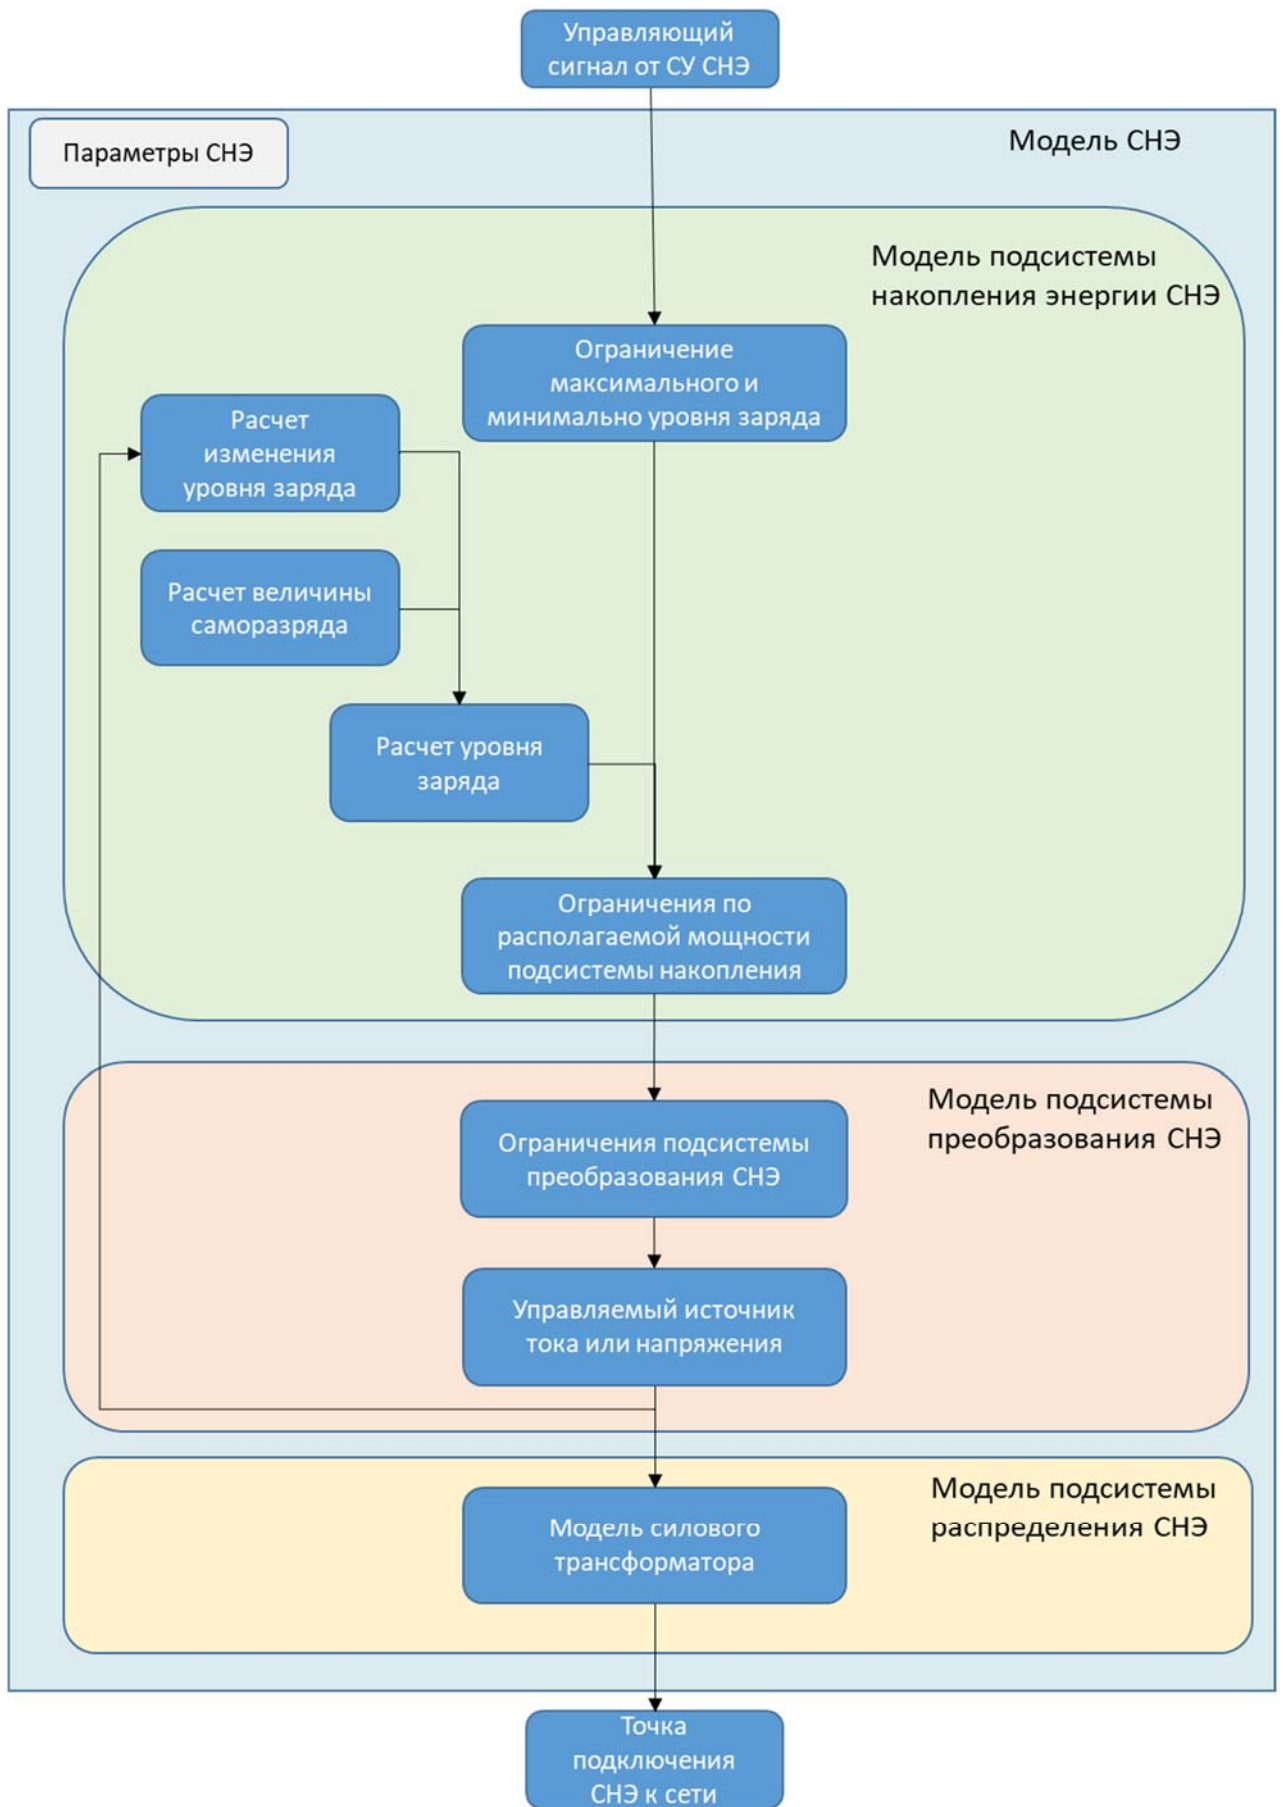 Управляющий
сигнал от СУ СНЭ
Параметры СНЭ
Модель СНЭ
Модель подсистемы
накопления энергии СНЭ
Ограничение
максимального и
минимально уровня заряда
Расчет
изменения
уровня заряда
Расчет величины
саморазряда
Расчет уровня
заряда
Ограничения по
располагаемой мощности
подсистемы накопления
Модель подсистемы
преобразования СНЭ
Ограничения подсистемы
преобразования СНЭ
Управляемый источник
тока или напряжения
Модель подсистемы
распределения СНЭ
Модель силового
трансформатора
Точка
подключения
СНЭ к сети